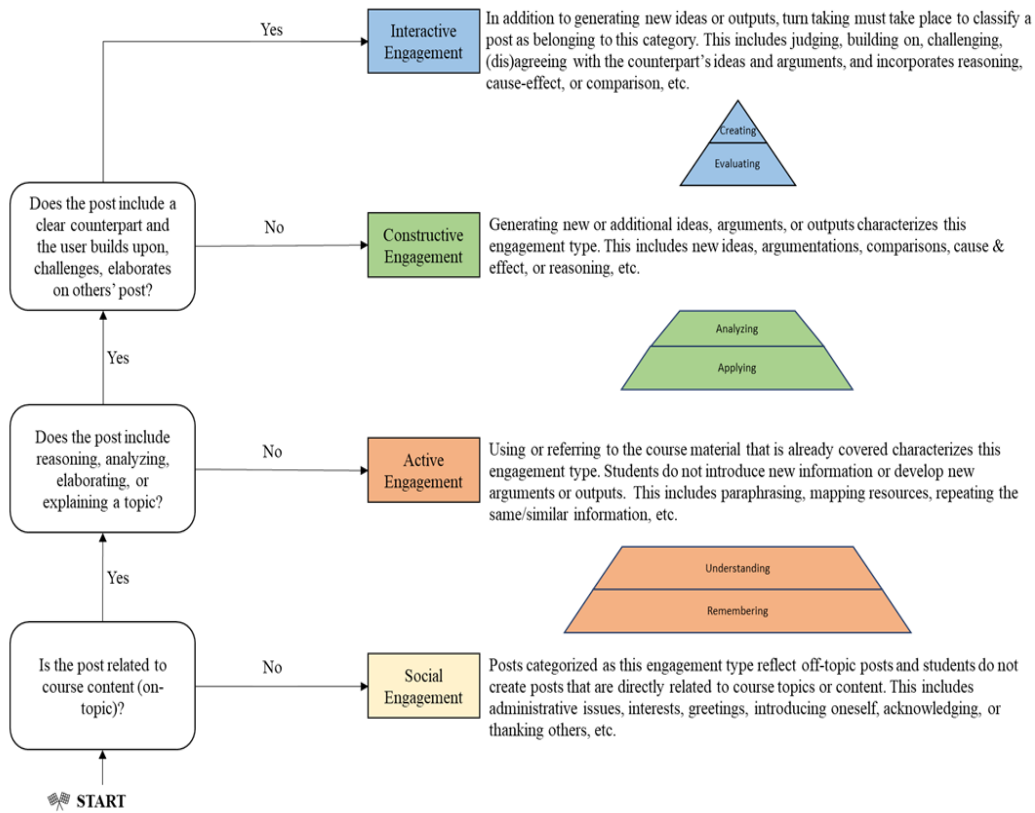 Yes
Interactive
Engagement
In addition to generating new ideas or outputs, turn taking must take place to classify a
post as belonging to this category. This includes judging, building on, challenging,
(dis)agreeing with the counterpart's ideas and arguments, and incorporates reasoning,
cause-effect, or comparison, etc.
Creating
Evaluating
Does the post include a
clear counterpart and
the user builds upon,
challenges, elaborates
on others' post?
No
Constructive
Engagement
Generating new or additional ideas, arguments, or outputs characterizes this
engagement type. This includes new ideas, argumentations, comparisons, cause &
effect, or reasoning, etc.
Analyzing
Applying
Yes
Does the post include
reasoning, analyzing,
elaborating, or
explaining a topic?
No
Active
Engagement
Using or referring to the course material that is already covered characterizes this
engagement type. Students do not introduce new information or develop new
arguments or outputs. This includes paraphrasing, mapping resources, repeating the
same/similar information, etc.
Understanding
Remembering
Yes
Is the post related to
course content (on-
topic)?
No
Social
Engagement
Posts categorized as this engagement type reflect off-topic posts and students do not
create posts that are directly related to course topics or content. This includes
administrative issues, interests, greetings, introducing oneself, acknowledging, or
thanking others, etc.
START